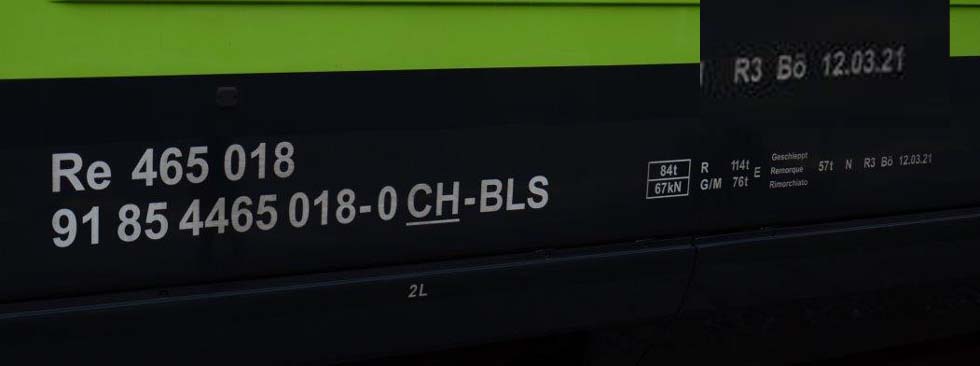 R3 Bö 12.03.21
Re 465 018
91 85 4465 018-0 CH-BLS
84t
67kN
R 114t
G/M 76t
E
Geschleppt
Remorqué
Rimorchiato
57t N R3 Bö 12.03.21
2L